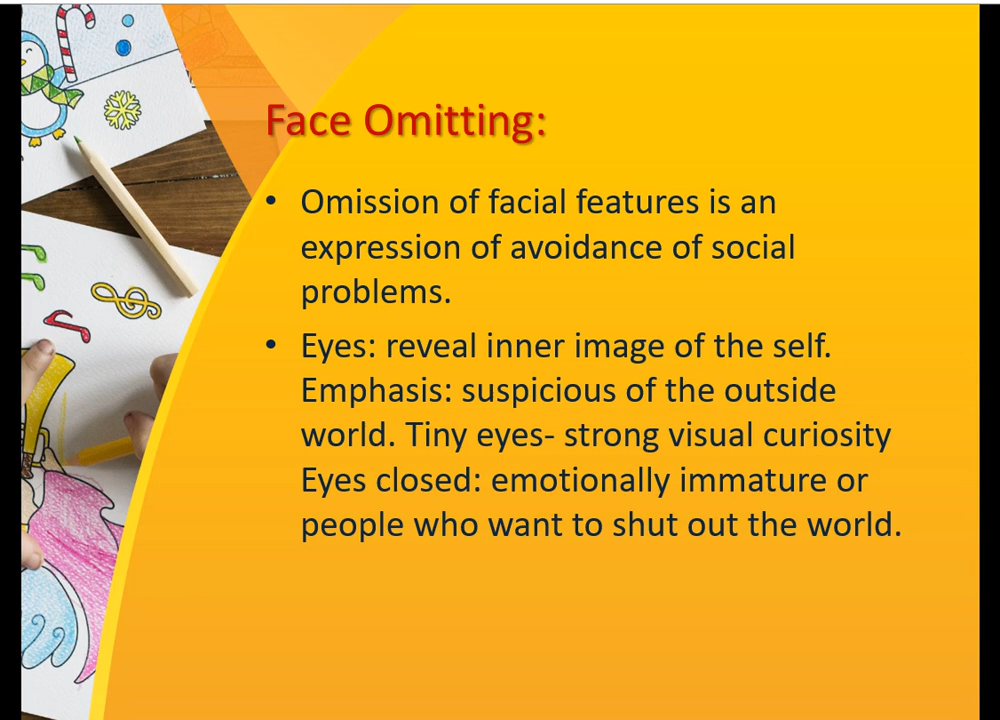 Face Omitting:
• Omission of facial features is an
expression of avoidance of social
problems.
• Eyes: reveal inner image of the self.
Emphasis: suspicious of the outside
world. Tiny eyes- strong visual curiosity
Eyes closed: emotionally immature or
people who want to shut out the world.